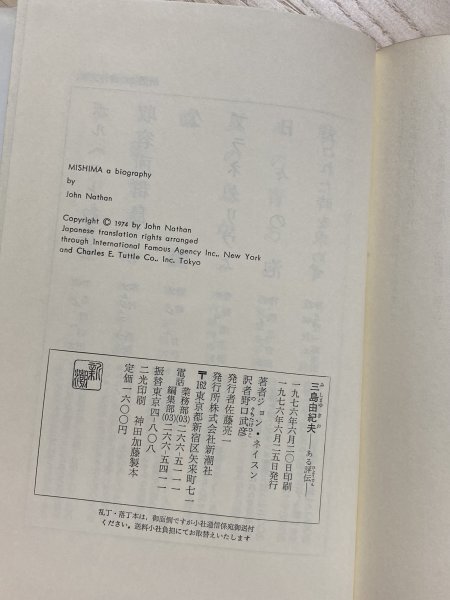 MISHIMA a biography
by
John Nathan
Copyright © 1974 by John Nathan
Japanese translation rights arranged
through International Famous Agency Inc., New York
and Charles E. Tuttle Co., Inc. Tokyo
三島由紀夫
ある評伝
一九七六年六月二〇日印刷
一九七六年六月二五日発行
著者ジョン・ネイスン
訳者野口武彦
発行者佐藤亮一
発行所株式会社新潮社
〒162東京都新宿区矢来町七一
電話 業務部(03)二六六―五一一一
編集部(03)二六六―五四一一
振替東京四―八〇八
二光印刷 神田加藤製本
定価一六〇〇円
乱丁・落丁本は、御面倒ですが小社通信係宛御送付
ください。送料小社負担にてお取替えいたします